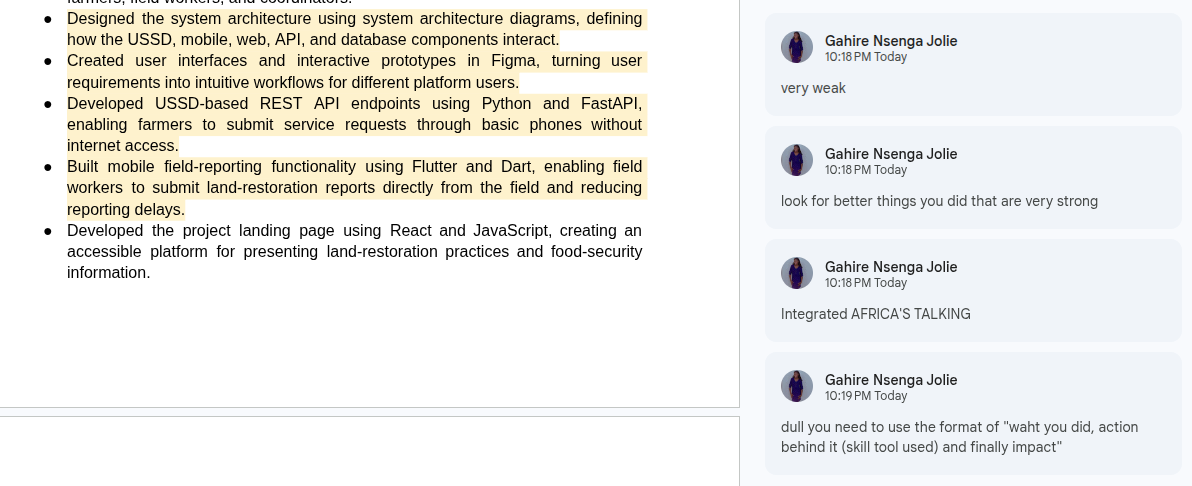 farmers, field workers, and coordinators.
● Designed the system architecture using system architecture diagrams, defining
how the USSD, mobile, web, API, and database components interact.
● Created user interfaces and interactive prototypes in Figma, turning user
requirements into intuitive workflows for different platform users.
● Developed USSD-based REST API endpoints using Python and FastAPI,
enabling farmers to submit service requests through basic phones without
internet access.
● Built mobile field-reporting functionality using Flutter and Dart, enabling field
workers to submit land-restoration reports directly from the field and reducing
reporting delays.
● Developed the project landing page using React and JavaScript, creating an
accessible platform for presenting land-restoration practices and food-security
information.
Gahire Nsenga Jolie
10:18 PM Today
very weak
Gahire Nsenga Jolie
10:18 PM Today
look for better things you did that are very strong
Gahire Nsenga Jolie
10:18 PM Today
Integrated AFRICA'S TALKING
Gahire Nsenga Jolie
10:19 PM Today
dull you need to use the format of "waht you did, action
behind it (skill tool used) and finally impact"